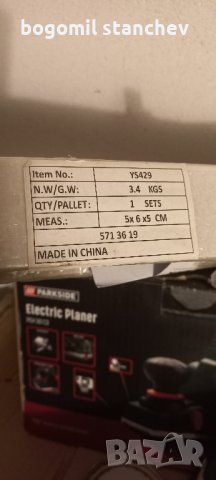 bogomil stanchev
Item No.: YS429
N.W/G.W: 3.4 KGS
QTY/PALLET: 1 SETS
MEAS.: 5x 6 x5 CM
571 36 19
MADE IN CHINA
PARKSIDE
Electric Planer
bazar.bg